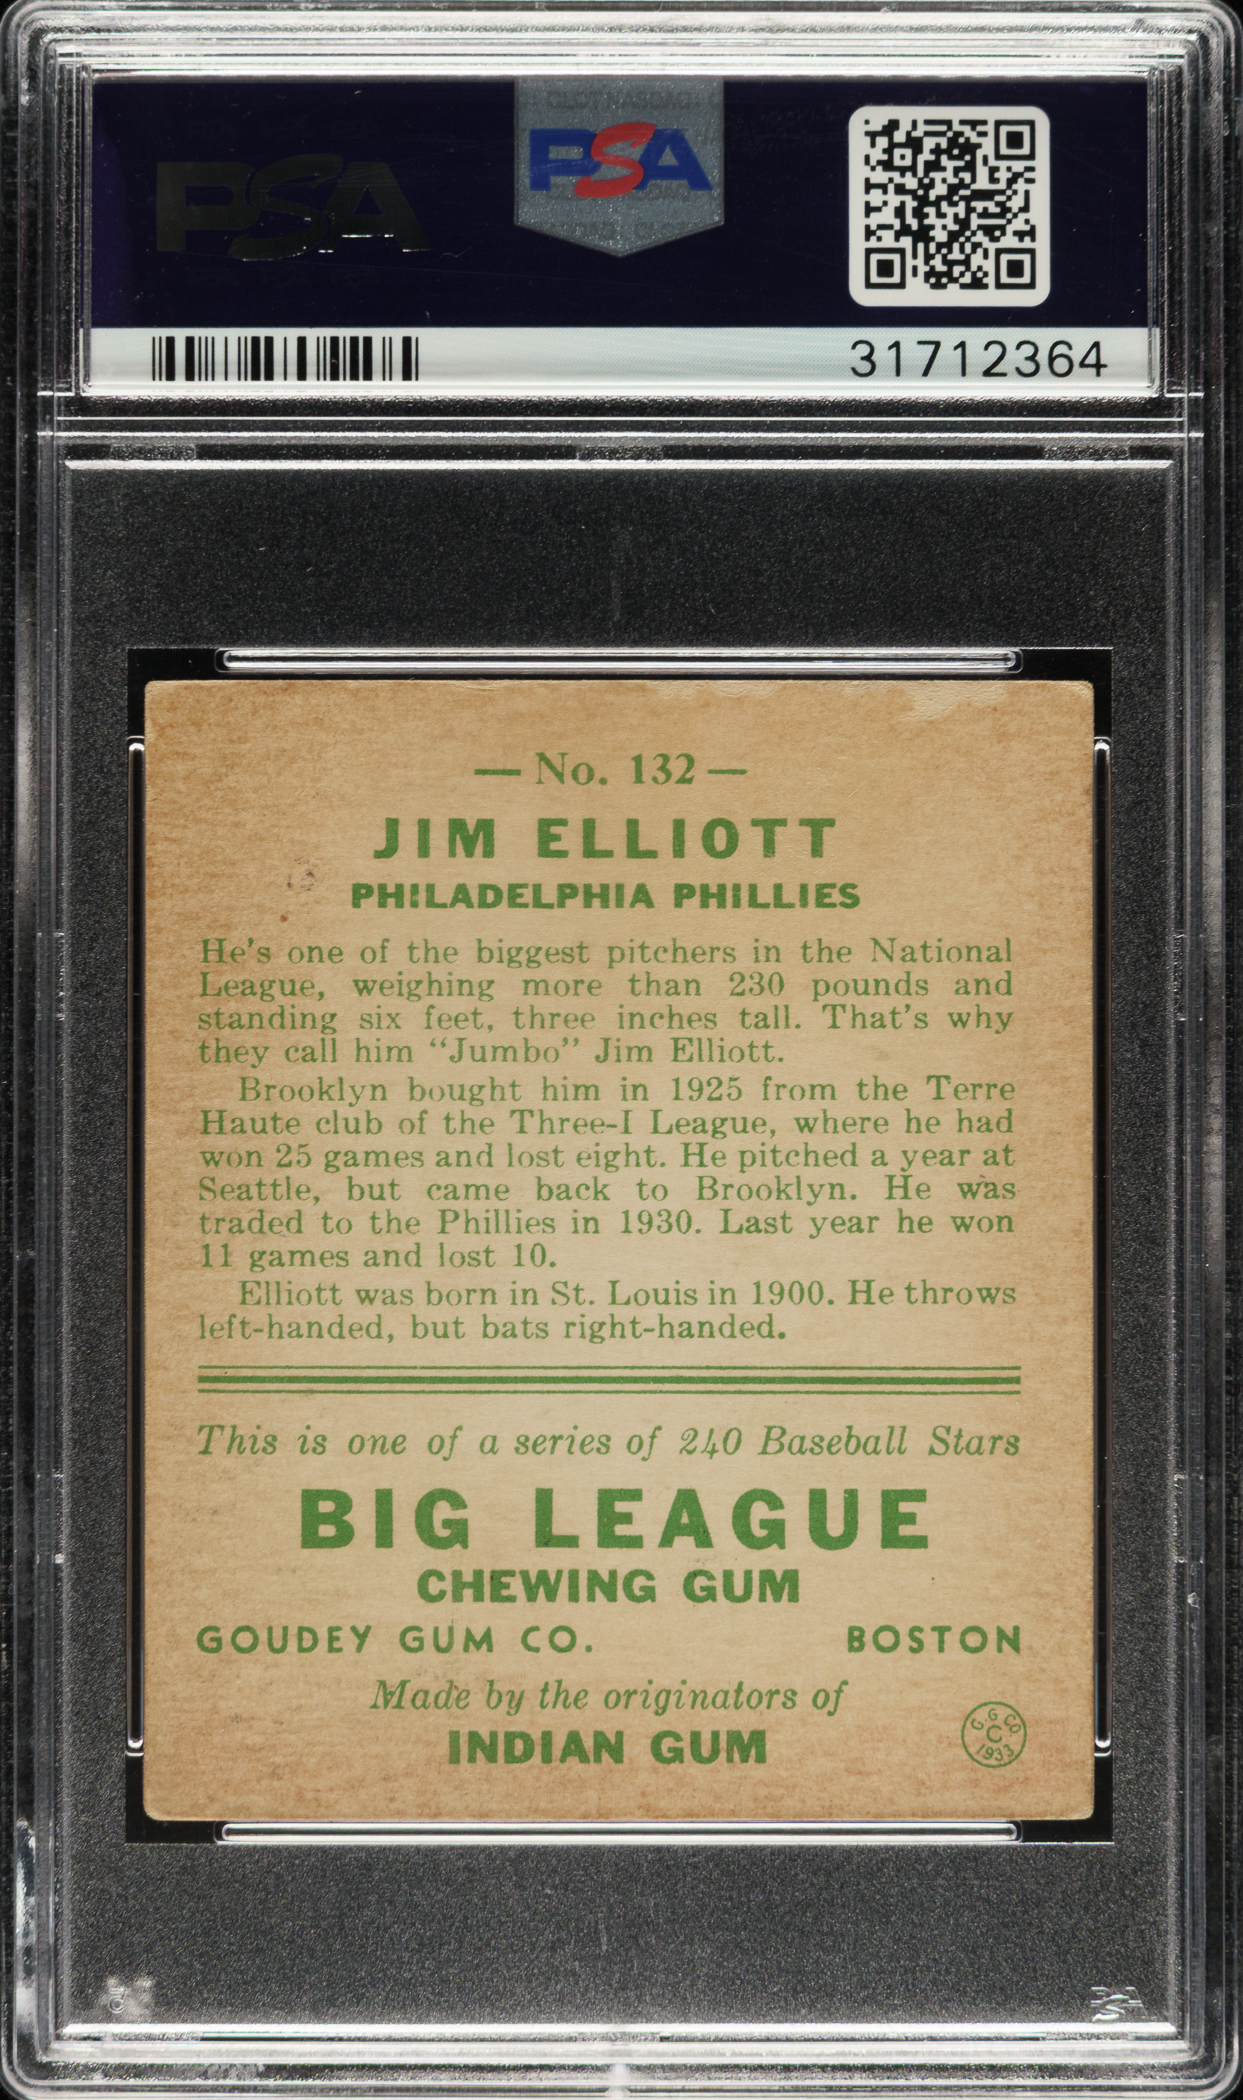 PSA
PSA
31712364
— No. 132 —
JIM ELLIOTT
PHILADELPHIA PHILLIES
He's one of the biggest pitchers in the National
League, weighing more than 230 pounds and
standing six feet, three inches tall. That's why
they call him "Jumbo" Jim Elliott.
Brooklyn bought him in 1925 from the Terre
Haute club of the Three-I League, where he had
won 25 games and lost eight. He pitched a year at
Seattle, but came back to Brooklyn. He was
traded to the Phillies in 1930. Last year he won
11 games and lost 10.
Elliott was born in St. Louis in 1900. He throws
left-handed, but bats right-handed.
This is one of a series of 240 Baseball Stars
BIG LEAGUE
CHEWING GUM
GOUDEY GUM CO. BOSTON
Made by the originators of
INDIAN GUM
G. G. CO.
C
1933